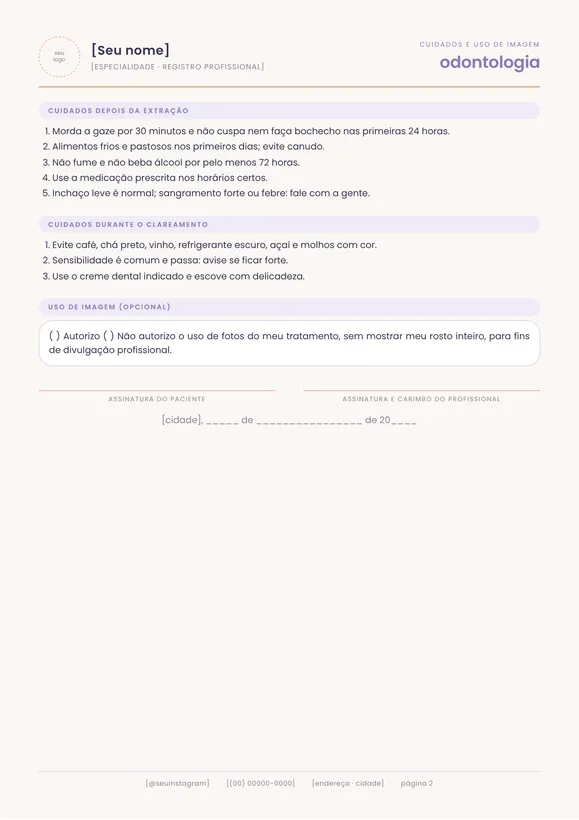 seu
logo
[Seu nome]
[ESPECIALIDADE · REGISTRO PROFISSIONAL]
CUIDADOS E USO DE IMAGEM
odontologia
CUIDADOS DEPOIS DA EXTRAÇÃO
1. Morda a gaze por 30 minutos e não cuspa nem faça bochecho nas primeiras 24 horas.
2. Alimentos frios e pastosos nos primeiros dias; evite canudo.
3. Não fume e não beba álcool por pelo menos 72 horas.
4. Use a medicação prescrita nos horários certos.
5. Inchaço leve é normal; sangramento forte ou febre: fale com a gente.
CUIDADOS DURANTE O CLAREAMENTO
1. Evite café, chá preto, vinho, refrigerante escuro, açaí e molhos com cor.
2. Sensibilidade é comum e passa: avise se ficar forte.
3. Use o creme dental indicado e escove com delicadeza.
USO DE IMAGEM (OPCIONAL)
( ) Autorizo ( ) Não autorizo o uso de fotos do meu tratamento, sem mostrar meu rosto inteiro, para fins
de divulgação profissional.
ASSINATURA DO PACIENTE
ASSINATURA E CARIMBO DO PROFISSIONAL
[cidade], _____ de ________________ de 20____
[@seuinstagram] [(00) 00000-0000] [endereço · cidade] página 2